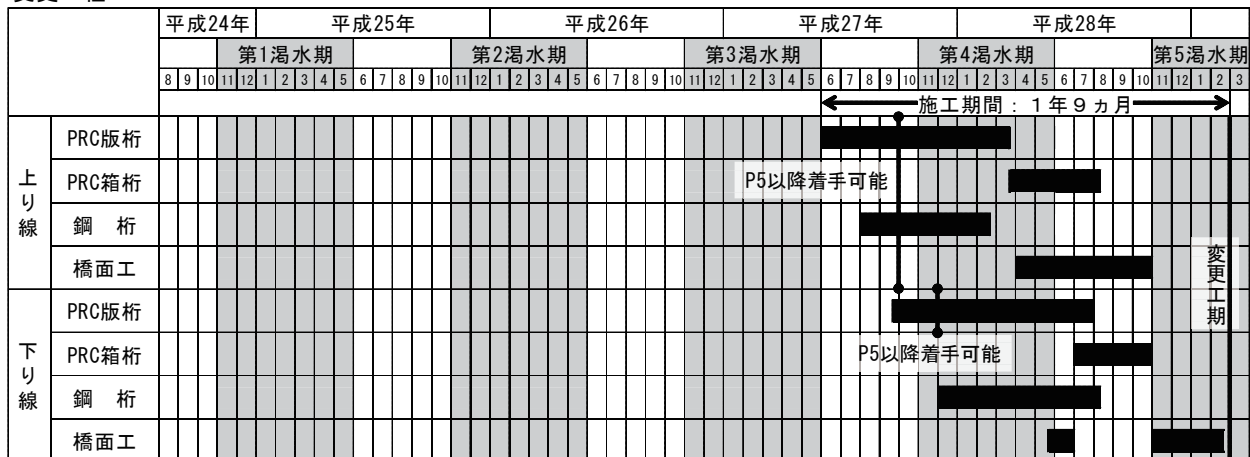 平成24年 平成25年 平成26年 平成27年 平成28年
第1渇水期 第2渇水期 第3渇水期 第4渇水期 第5渇水期
8 9 10 11 12 1 2 3 4 5 6 7 8 9 10 11 12 1 2 3 4 5 6 7 8 9 10 11 12 1 2 3 4 5 6 7 8 9 10 11 12 1 2 3 4 5 6 7 8 9 10 11 12 1 2 3
施工期間：1年9ヵ月
上り線
PRC版桁
PRC箱桁
P5以降着手可能
鋼 桁
橋面工
変更工期
下り線
PRC版桁
PRC箱桁
P5以降着手可能
鋼 桁
橋面工